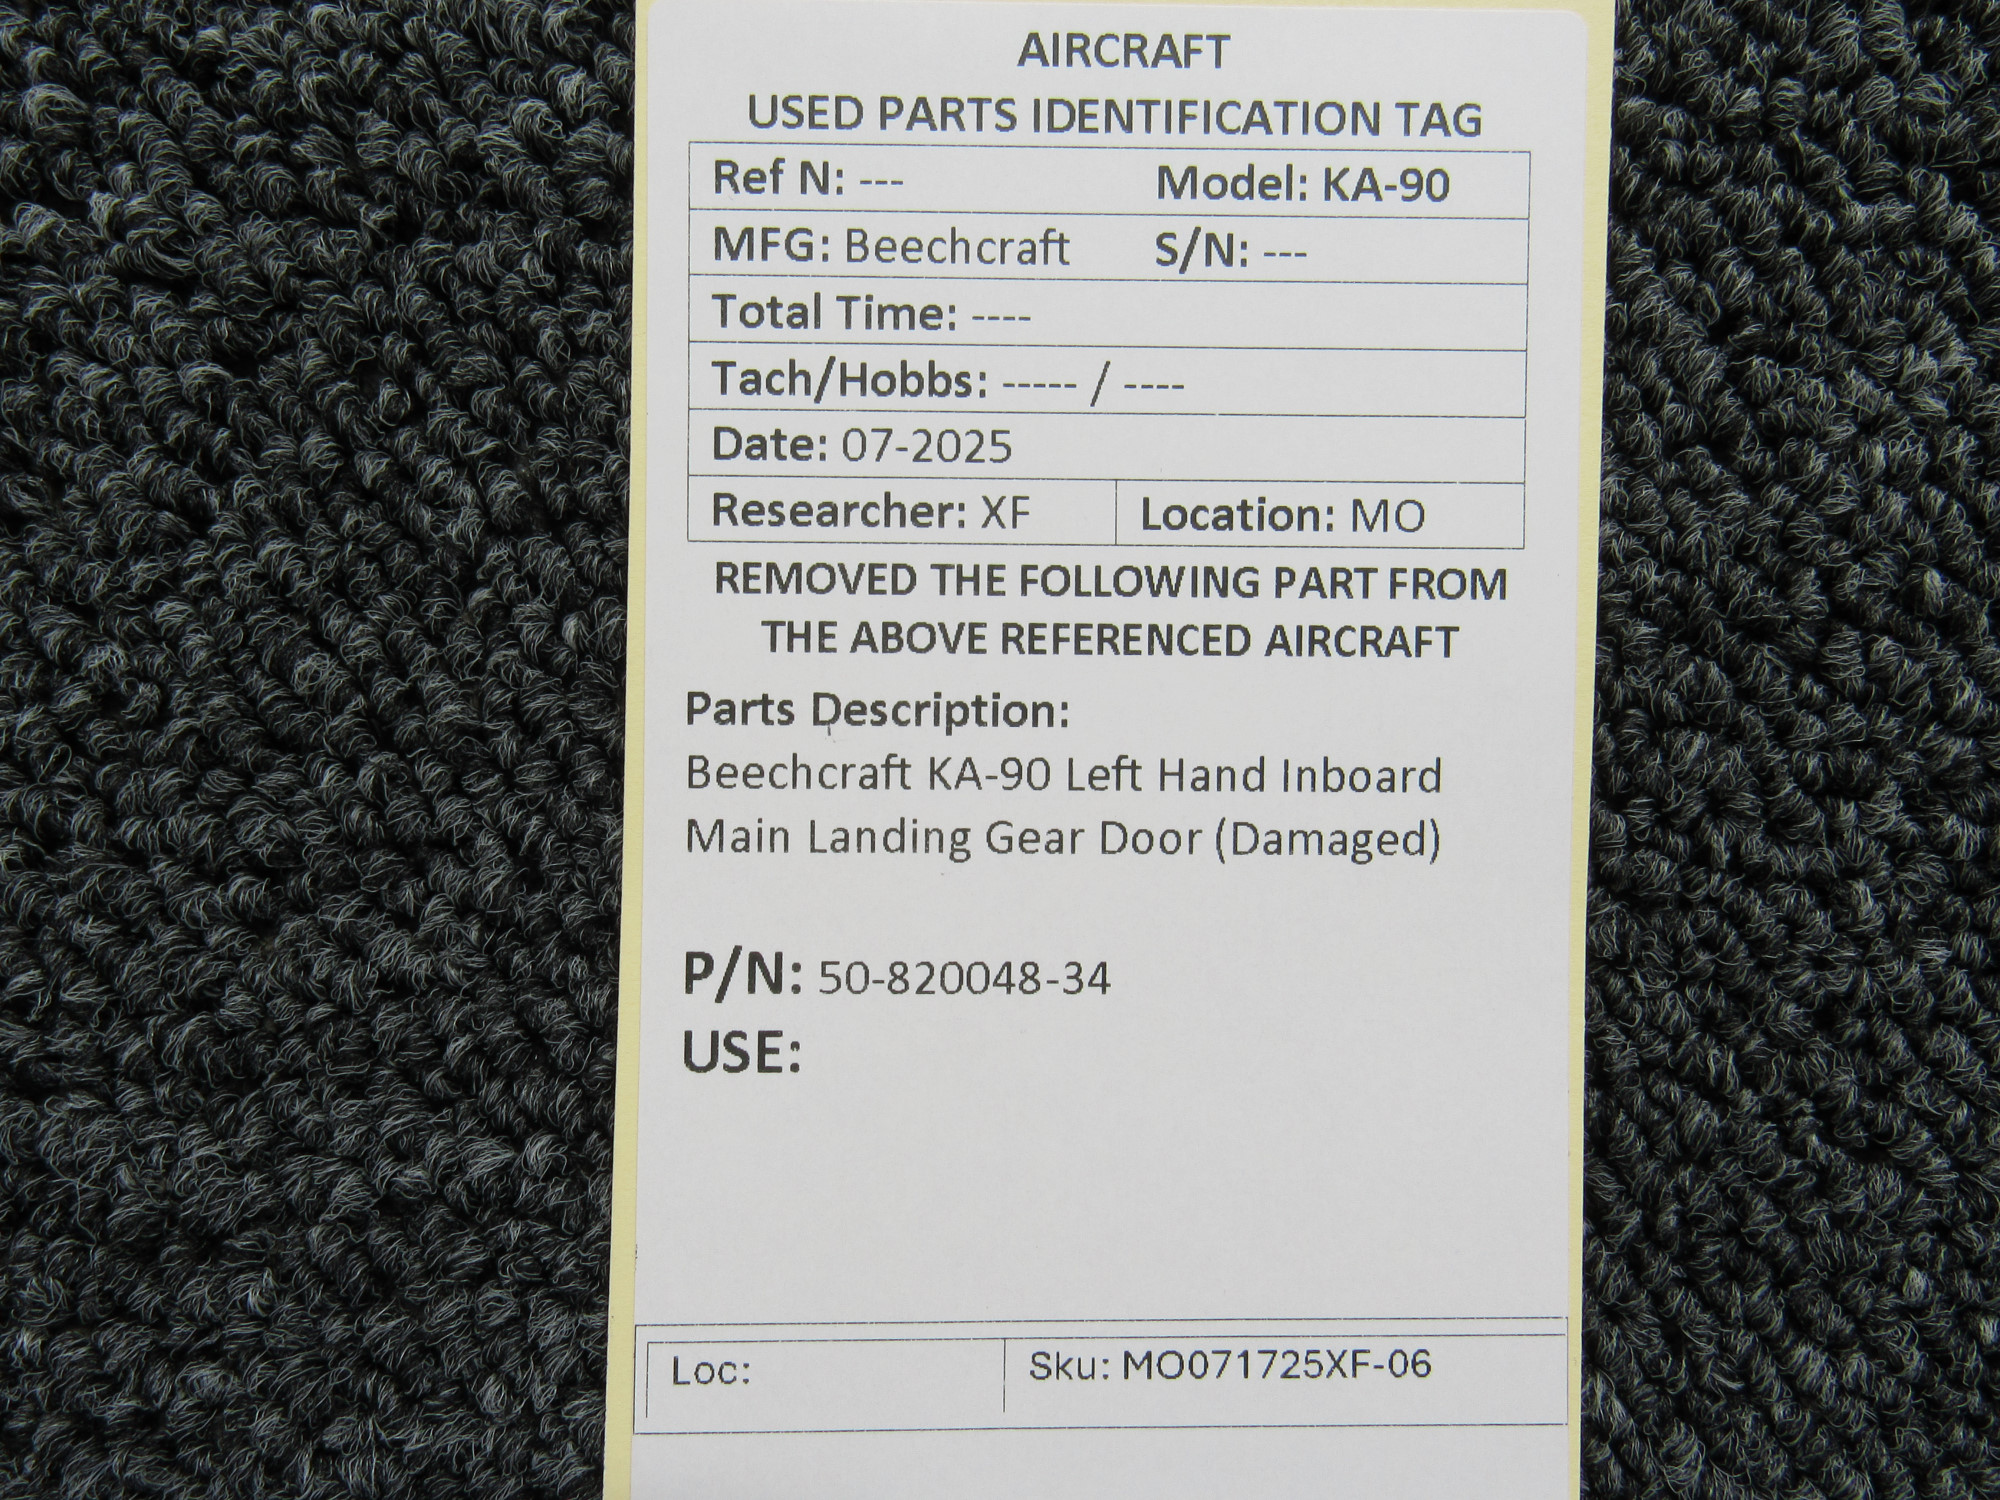 AIRCRAFT
USED PARTS IDENTIFICATION TAG
Ref N: --- Model: KA-90
MFG: Beechcraft S/N: ---
Total Time: ----
Tach/Hobbs: ----- / ----
Date: 07-2025
Researcher: XF Location: MO
REMOVED THE FOLLOWING PART FROM
THE ABOVE REFERENCED AIRCRAFT
Parts Description:
Beechcraft KA-90 Left Hand Inboard
Main Landing Gear Door (Damaged)
P/N: 50-820048-34
USE:
Loc: Sku: MO071725XF-06